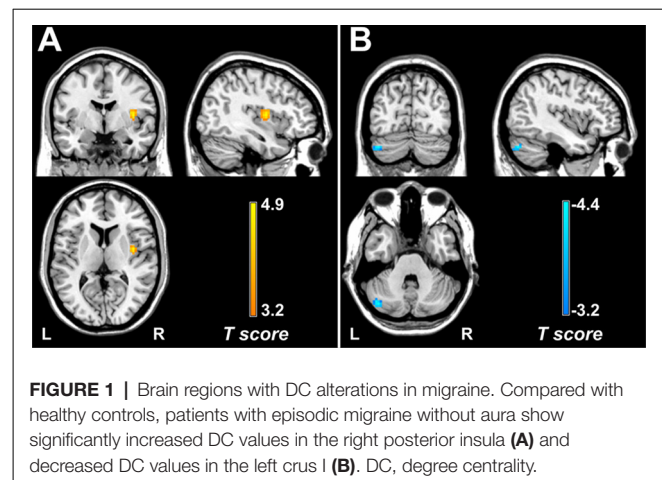 A
B
4.9
3.2
-4.4
-3.2
L R T score
L R T score
FIGURE 1 | Brain regions with DC alterations in migraine. Compared with
healthy controls, patients with episodic migraine without aura show
significantly increased DC values in the right posterior insula (A) and
decreased DC values in the left crus I (B). DC, degree centrality.